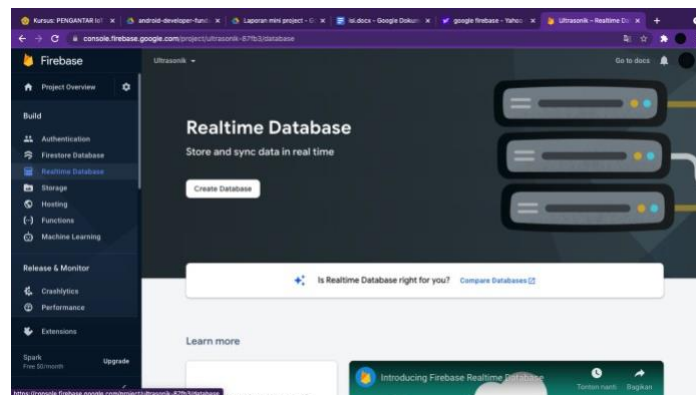 Kursus: PENGANTAR IoT
android-developer-fund
Laporan mini project - G
isi.docx - Google Dokum
google firebase - Yahoo
Ultrasonik – Realtime Da
console.firebase.google.com/project/ultrasonik-87fb3/database
Firebase
Ultrasonik
Go to docs
Project Overview
Build
Authentication
Firestore Database
Realtime Database
Storage
Hosting
Functions
Machine Learning
Release & Monitor
Crashlytics
Performance
Extensions
Spark
Free $0/month
Upgrade
Realtime Database
Store and sync data in real time
Create Database
Is Realtime Database right for you? Compare Databases
Learn more
Introducing Firebase Realtime Database
Tonton nanti
Bagikan
https://console.firebase.google.com/project/ultrasonik-87fb3/database